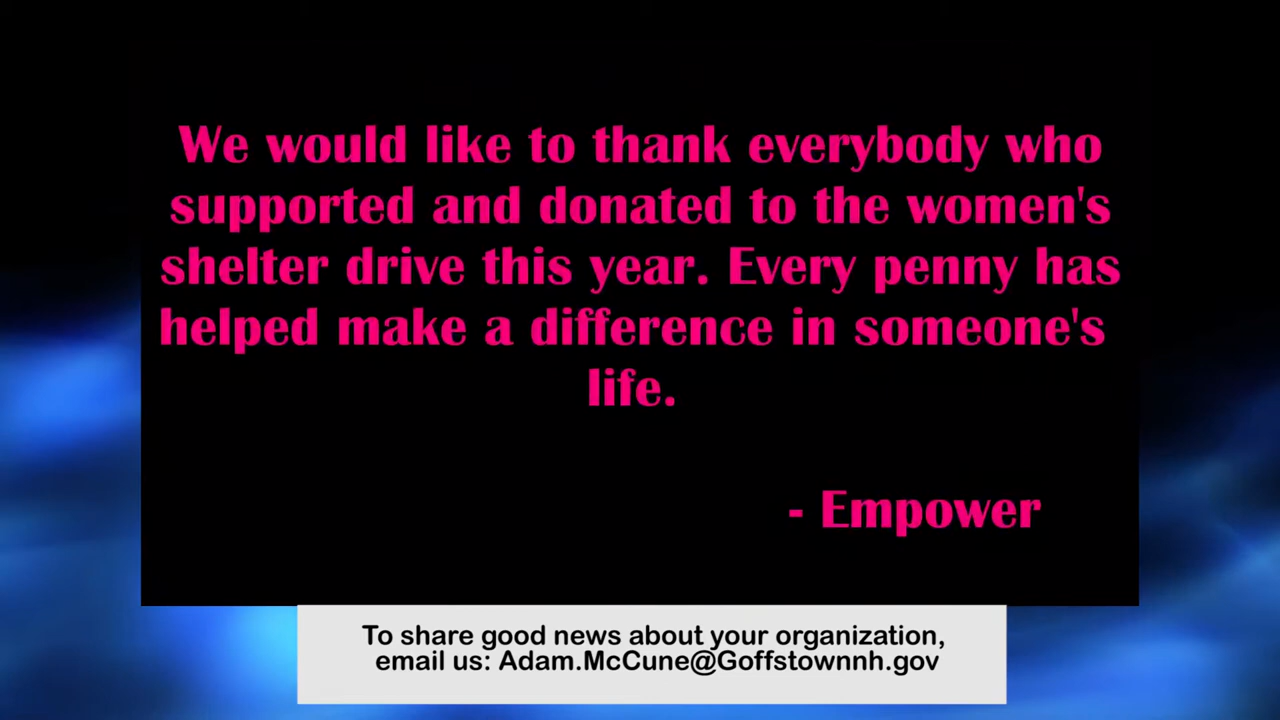 We would like to thank everybody who
supported and donated to the women's
shelter drive this year. Every penny has
helped make a difference in someone's
life.
- Empower
To share good news about your organization,
email us: Adam.McCune@Goffstownnh.gov